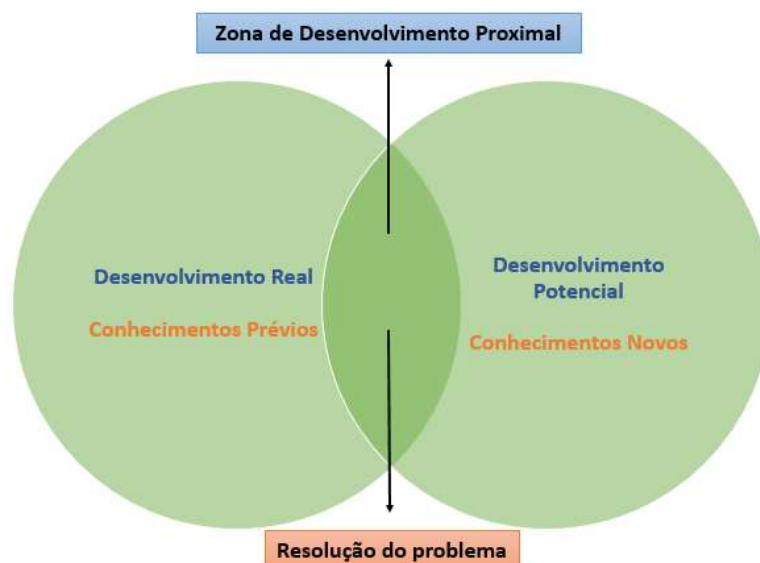 Zona de Desenvolvimento Proximal
Desenvolvimento Real
Conhecimentos Prévios
Desenvolvimento
Potencial
Conhecimentos Novos
Resolução do problema